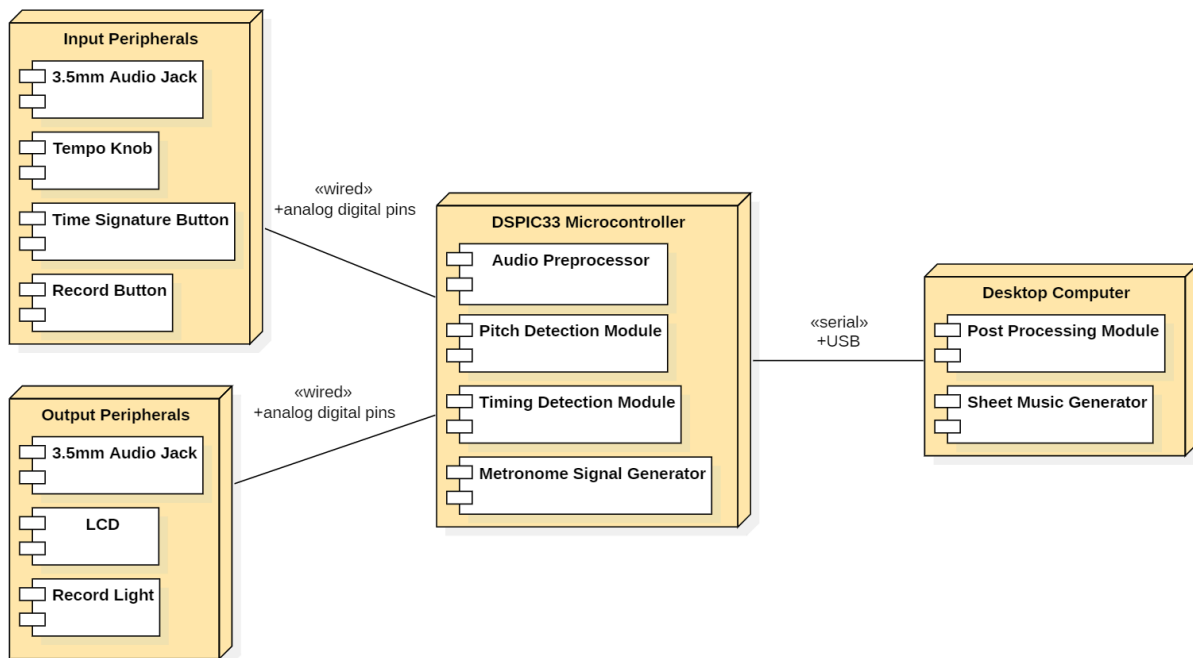 Input Peripherals
3.5mm Audio Jack
Tempo Knob
Time Signature Button
Record Button
«wired»
+analog digital pins
Output Peripherals
3.5mm Audio Jack
LCD
Record Light
«wired»
+analog digital pins
DSPIC33 Microcontroller
Audio Preprocessor
Pitch Detection Module
Timing Detection Module
Metronome Signal Generator
«serial»
+USB
Desktop Computer
Post Processing Module
Sheet Music Generator